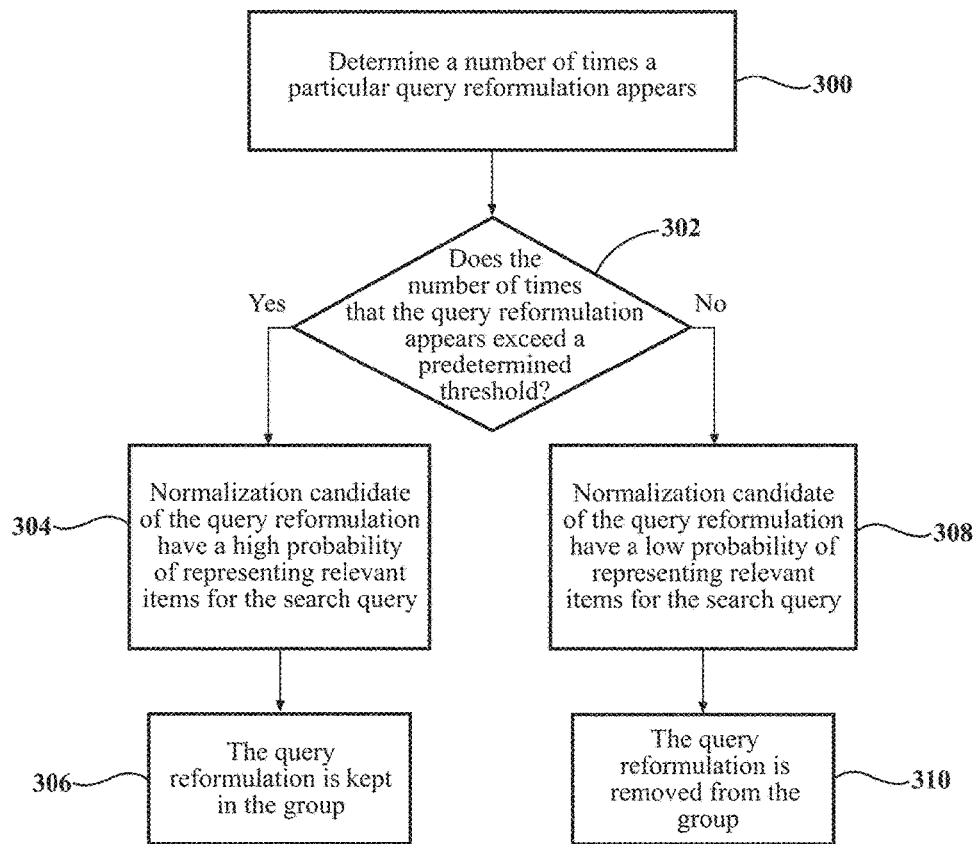 Determine a number of times a
particular query reformulation appears
300
302
Does the
number of times
that the query reformulation
appears exceed a
predetermined
threshold?
Yes
No
304
Normalization candidate
of the query reformulation
have a high probability
of representing relevant
items for the search query
Normalization candidate
of the query reformulation
have a low probability of
representing relevant
items for the search query
308
306
The query
reformulation is kept
in the group
The query
reformulation is
removed from the
group
310